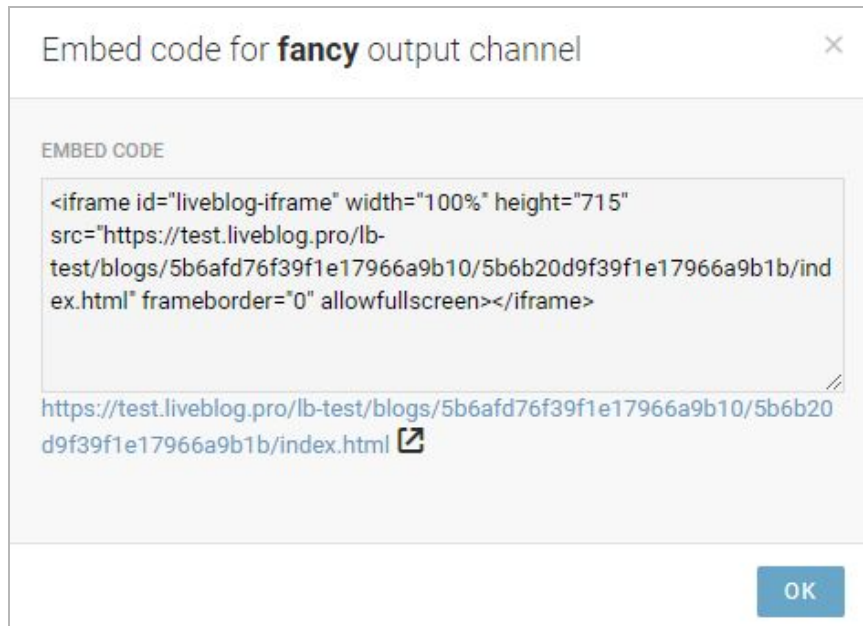 Embed code for fancy output channel
EMBED CODE
<iframe id="liveblog-iframe" width="100%" height="715"
src="https://test.liveblog.pro/lb-
test/blogs/5b6afd76f39f1e17966a9b10/5b6b20d9f39f1e17966a9b1b/ind
ex.html" frameborder="0" allowfullscreen></iframe>
https://test.liveblog.pro/lb-test/blogs/5b6afd76f39f1e17966a9b10/5b6b20
d9f39f1e17966a9b1b/index.html
OK